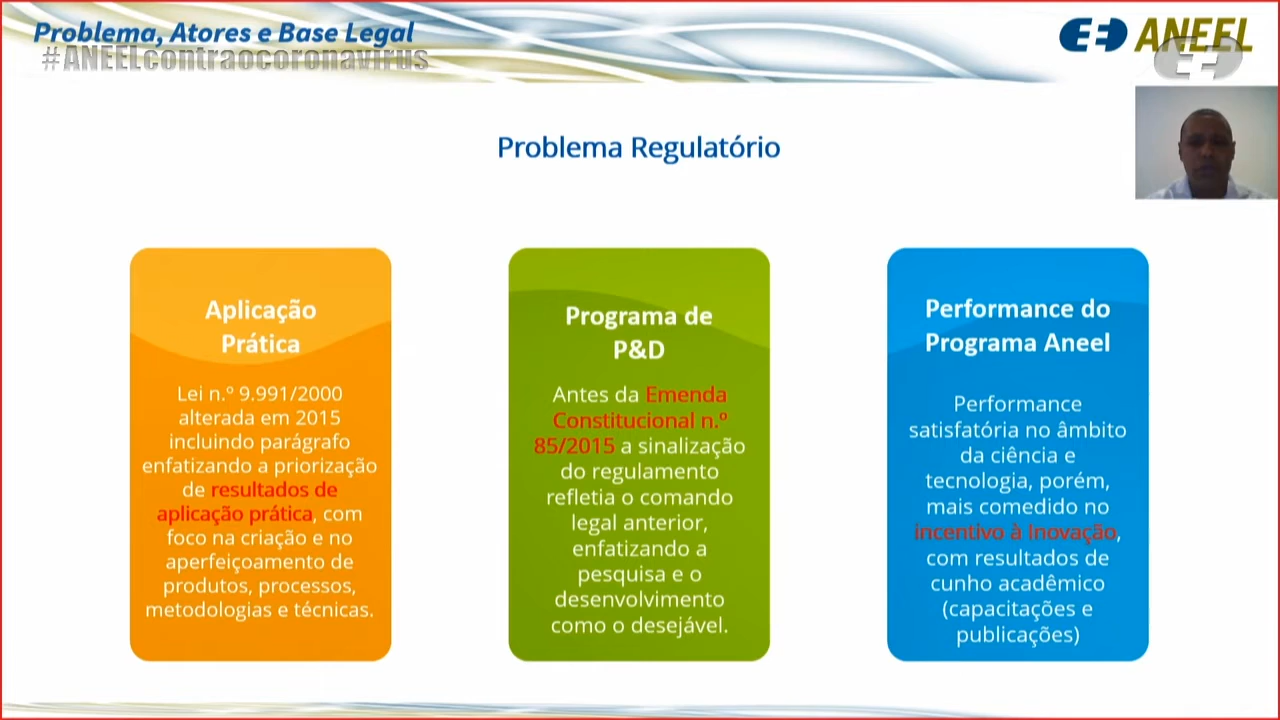 Problema, Atores e Base Legal
#ANEELcontraocoronavirus
ANEEL
Problema Regulatório
Aplicação
Prática
Lei n.º 9.991/2000
alterada em 2015
incluindo parágrafo
enfatizando a priorização
de resultados de
aplicação prática, com
foco na criação e no
aperfeiçoamento de
produtos, processos,
metodologias e técnicas.
Programa de
P&D
Antes da Emenda
Constitucional n.º
85/2015 a sinalização
do regulamento
refletia o comando
legal anterior,
enfatizando a
pesquisa e o
desenvolvimento
como o desejável.
Performance do
Programa Aneel
Performance
satisfatória no âmbito
da ciência e
tecnologia, porém,
mais comedido no
incentivo à Inovação,
com resultados de
cunho acadêmico
(capacitações e
publicações)